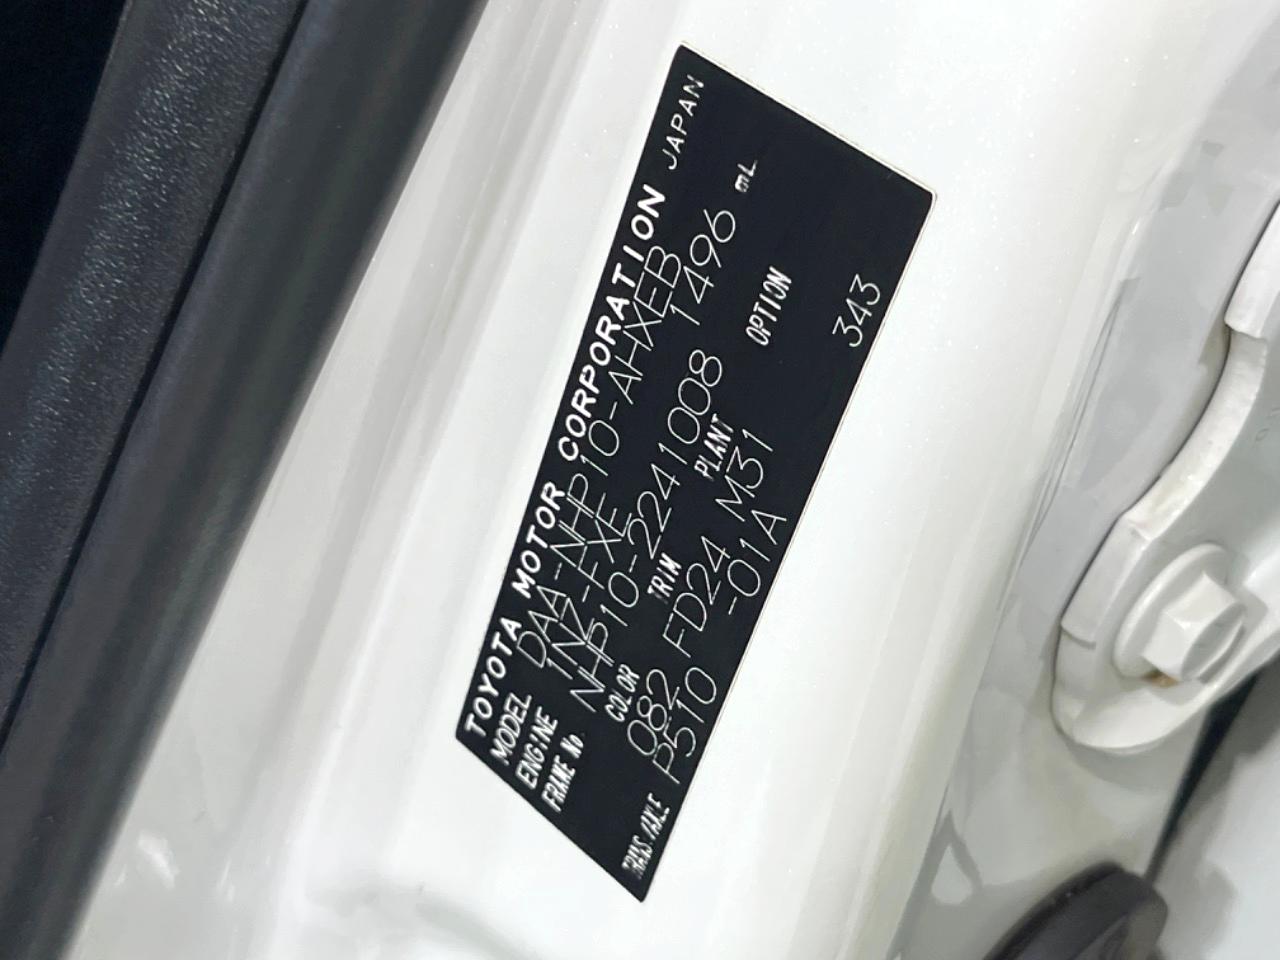 TOYOTA MOTOR CORPORATION JAPAN
MODEL DAA-NHP10-AHXEB
ENGINE 1NZ-FXE 1496 mL
FRAME No. NHP10-2241008
COLOR TRIM PLANT OPTION
082 FD24 M31 343
TRANS./AXLE P510 -01A